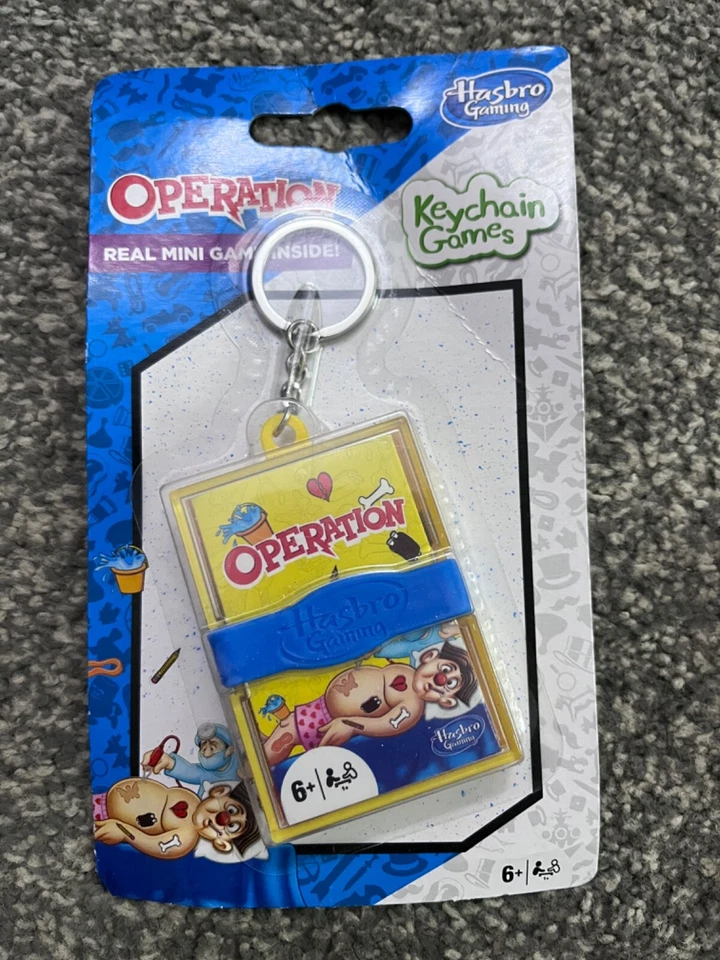 Hasbro
Gaming
OPERATION
REAL MINI GAME INSIDE!
Keychain
Games
OPERATION
Hasbro
Gaming
Hasbro
Gaming
6+
6+